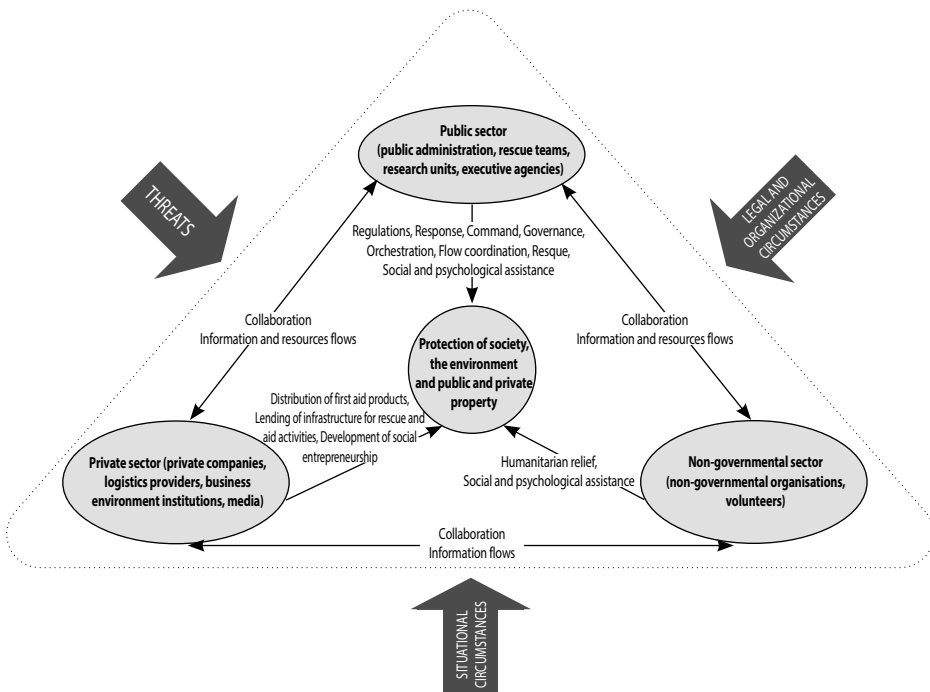 Public sector
(public administration, rescue teams,
research units, executive agencies)
THREATS
LEGAL AND
ORGANIZATIONAL
CIRCUMSTANCES
Regulations, Response, Command, Governance,
Orchestration, Flow coordination, Resque,
Social and psychological assistance
Collaboration
Information and resources flows
Collaboration
Information and resources flows
Protection of society,
the environment
and public and private
property
Distribution of first aid products,
Lending of infrastructure for rescue and
aid activities, Development of social
entrepreneurship
Private sector (private companies,
logistics providers, business
environment institutions, media)
Humanitarian relief,
Social and psychological assistance
Non-governmental sector
(non-governmental organisations,
volunteers)
Collaboration
Information flows
SITUATIONAL
CIRCUMSTANCES